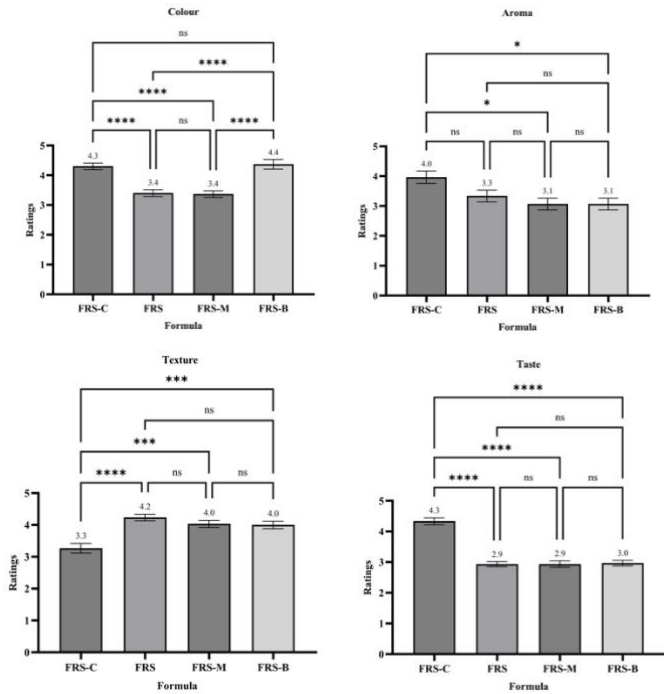 Colour
ns
****
****
****
ns
****
5
4
3
2
1
0
Ratings
4.3
3.4
3.4
4.4
FRS-C
FRS
FRS-M
FRS-B
Formula
Aroma
*
ns
*
ns
ns
ns
5
4
3
2
1
0
Ratings
4.0
3.3
3.1
3.1
FRS-C
FRS
FRS-M
FRS-B
Formula
Texture
***
ns
***
****
ns
ns
5
4
3
2
1
0
Ratings
3.3
4.2
4.0
4.0
FRS-C
FRS
FRS-M
FRS-B
Formula
Taste
****
ns
****
****
ns
ns
5
4
3
2
1
0
Ratings
4.3
2.9
2.9
3.0
FRS-C
FRS
FRS-M
FRS-B
Formula